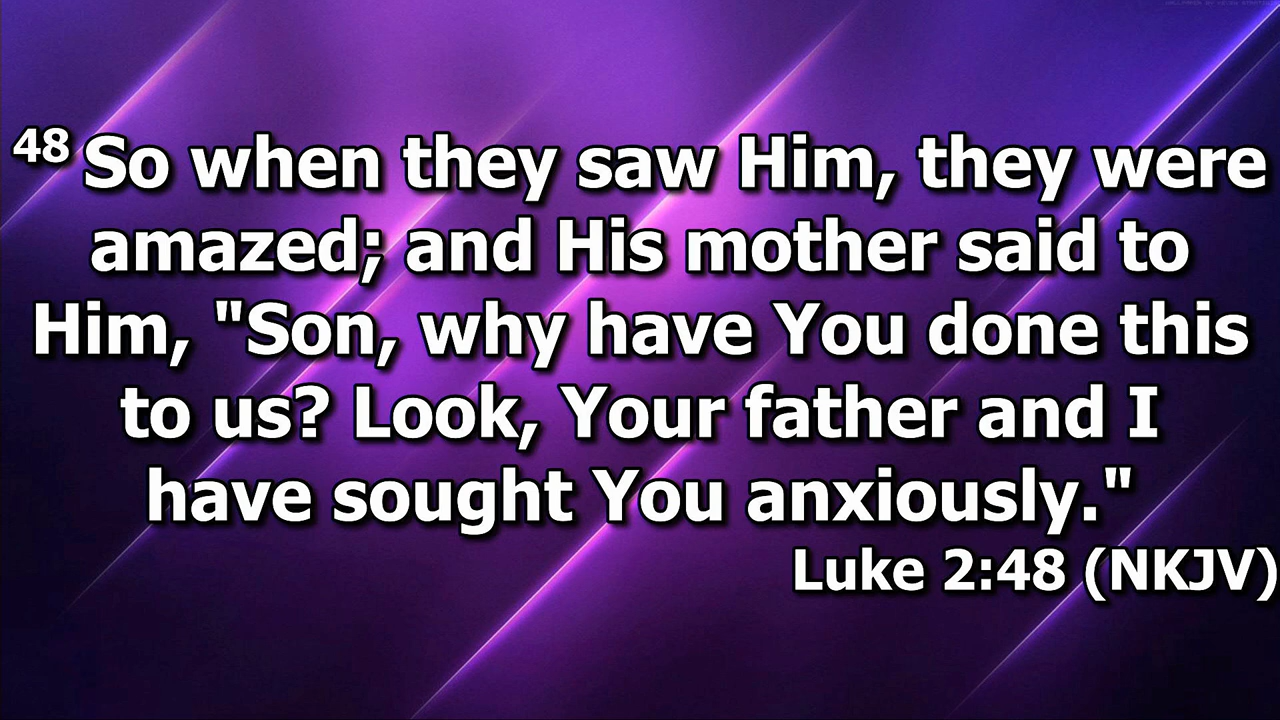 48 So when they saw Him, they were
amazed; and His mother said to
Him, "Son, why have You done this
to us? Look, Your father and I
have sought You anxiously."
Luke 2:48 (NKJV)